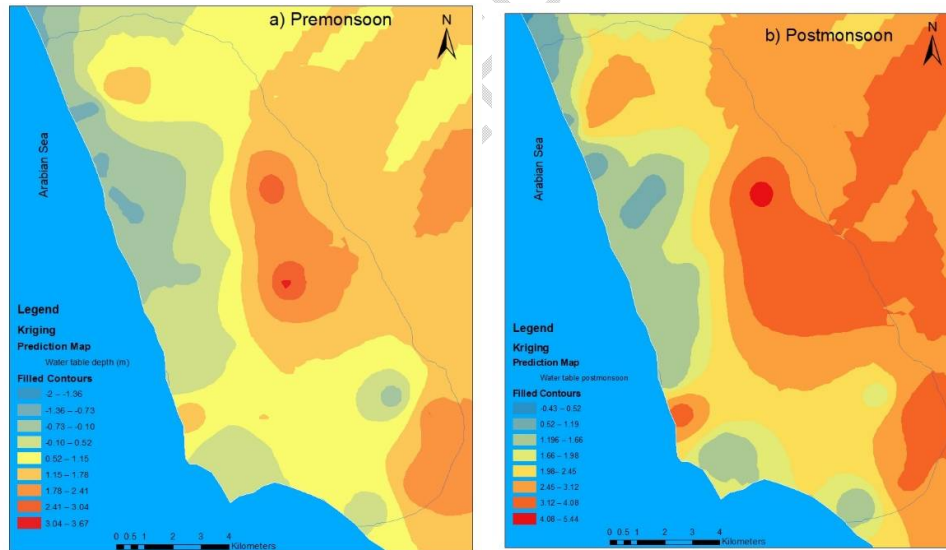 a) Premonsoon
N
Arabian Sea
Legend
Kriging
Prediction Map
Water table depth (m)
Filled Contours
-2 – -1.36
-1.36 – -0.73
-0.73 – -0.10
-0.10 – 0.52
0.52 – 1.15
1.15 – 1.78
1.78 – 2.41
2.41 – 3.04
3.04 – 3.67
0 0.5 1 2 3 4
Kilometers
b) Postmonsoon
N
Arabian Sea
Legend
Kriging
Prediction Map
Water table postmonsoon
Filled Contours
-0.43 – 0.52
0.52 – 1.19
1.196 – 1.66
1.66 – 1.98
1.98 – 2.45
2.45 – 3.12
3.12 – 4.08
4.08 – 5.44
0 0.5 1 2 3 4
Kilometers